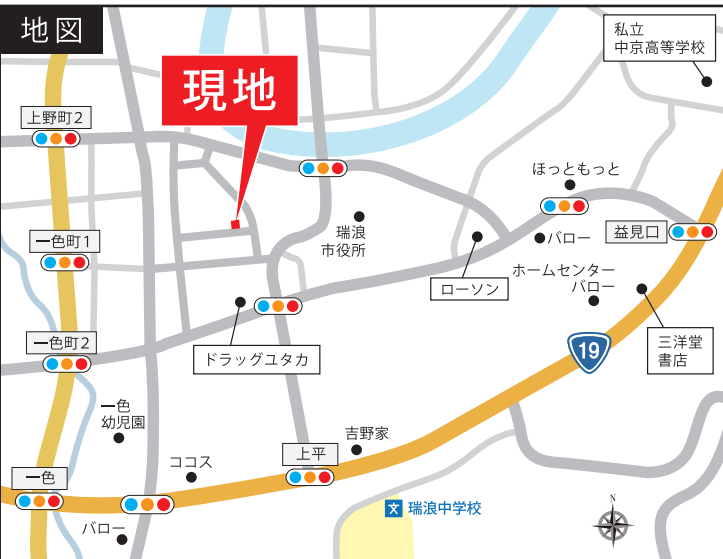 地図
私立
中京高等学校
現地
上野町2
ほっともっと
瑞浪
市役所
一色町1
バロー
益見口
ホームセンター
バロー
ローソン
一色町2
ドラッグユタカ
19
三洋堂
書店
一色
幼児園
吉野家
上平
ココス
一色
文
瑞浪中学校
N
バロー